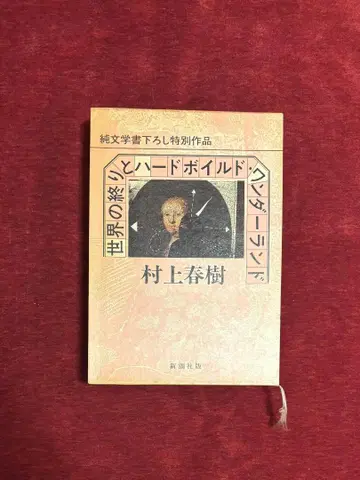 純文学書下ろし特別作品
世界の終りとハードボイルド・ワンダーランド
村上春樹
新潮社版